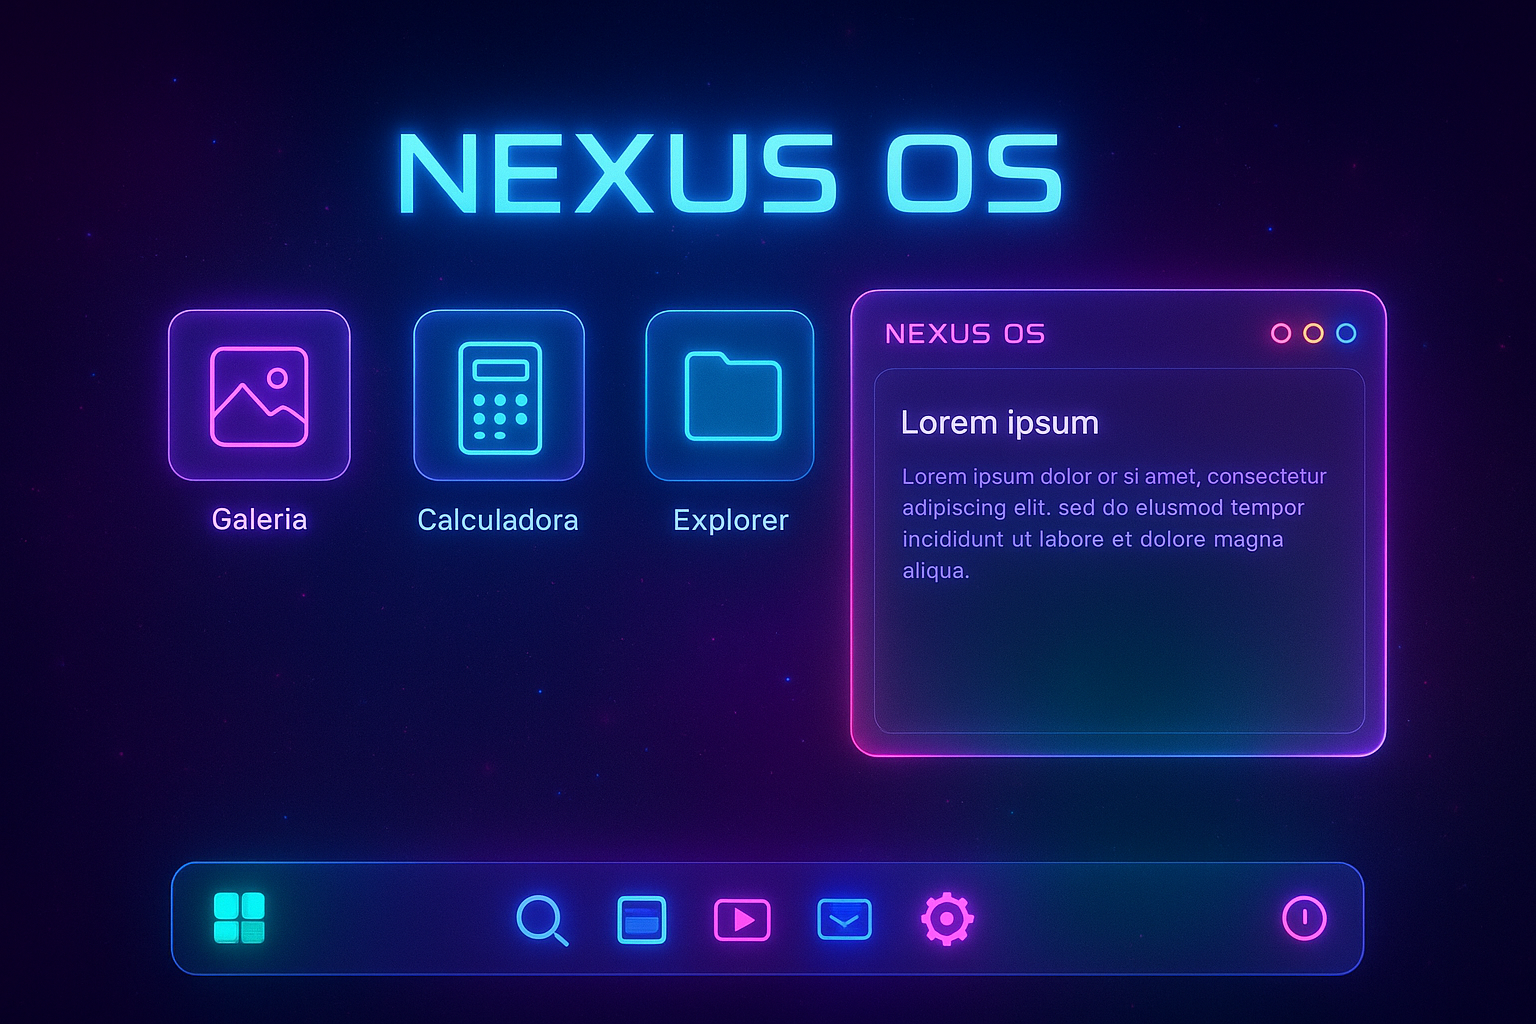 NEXUS OS
Galeria
Calculadora
Explorer
NEXUS OS
Lorem ipsum
Lorem ipsum dolor or si amet, consectetur
adipiscing elit. sed do elusmod tempor
incididunt ut labore et dolore magna
aliqua.